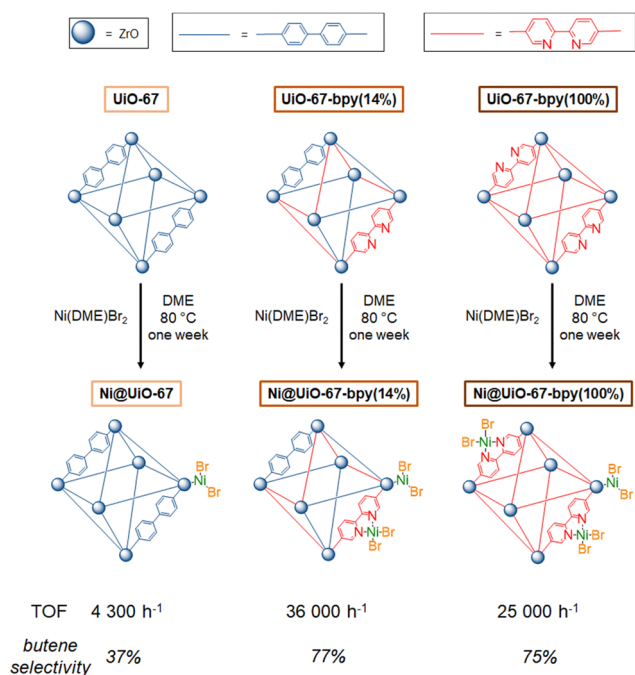 = ZrO
=
=
N
N
UiO-67
UiO-67-bpy(14%)
UiO-67-bpy(100%)
N
N
N
N
N
N
Ni(DME)Br₂
DME
80 °C
one week
Ni(DME)Br₂
DME
80 °C
one week
Ni(DME)Br₂
DME
80 °C
one week
Ni@UiO-67
Ni@UiO-67-bpy(14%)
Ni@UiO-67-bpy(100%)
Br
Ni
Br
Br
Ni
Br
N
N
Ni
Br
Br
Br
Br
Ni
N
N
Br
Ni
Br
N
N
Ni
Br
Br
TOF 4 300 h⁻¹ 36 000 h⁻¹ 25 000 h⁻¹
butene
selectivity 37% 77% 75%